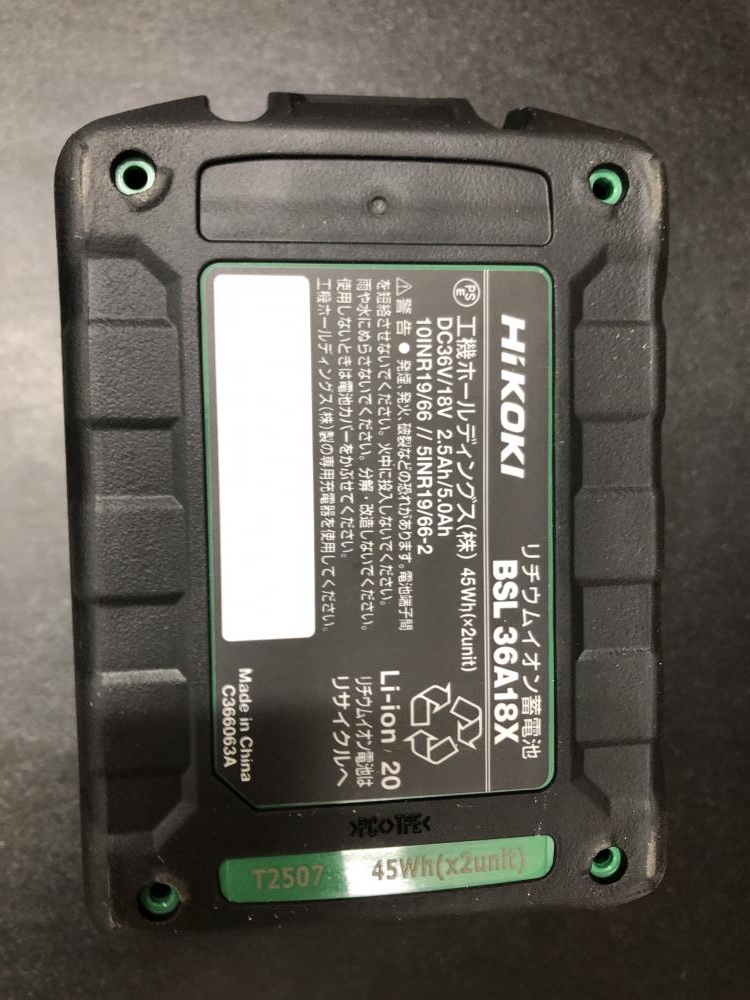 HiKOKI
リチウムイオン蓄電池
BSL 36A18X
PS
E
工機ホールディングス(株) 45Wh(x2unit)
DC36V/18V 2.5Ah/5.0Ah
10INR19/66 // 5INR19/66-2
⚠警告 ● 発煙、発火、破裂などの恐れがあります。電池端子間
を短絡させないでください。火中に投入しないでください。
雨や水にぬらさないでください。分解・改造しないでください。
使用しないときは電池カバーをかぶせてください。
工機ホールディングス(株)製の専用充電器を使用してください。
Li-ion 20
リチウムイオン電池は
リサイクルへ
Made in China
C366063A
>PC<>TPE<
T2507 45Wh(x2unit)